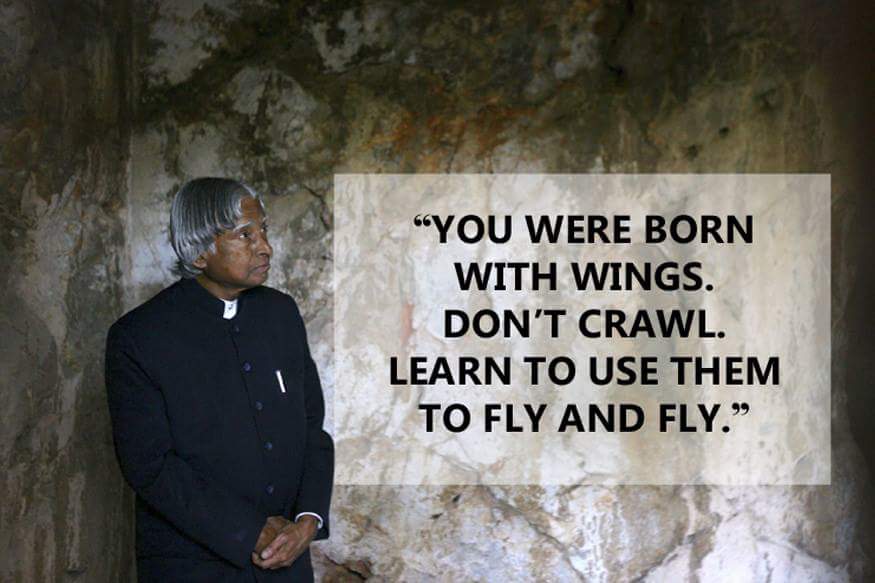 “YOU WERE BORN
WITH WINGS.
DON’T CRAWL.
LEARN TO USE THEM
TO FLY AND FLY.”